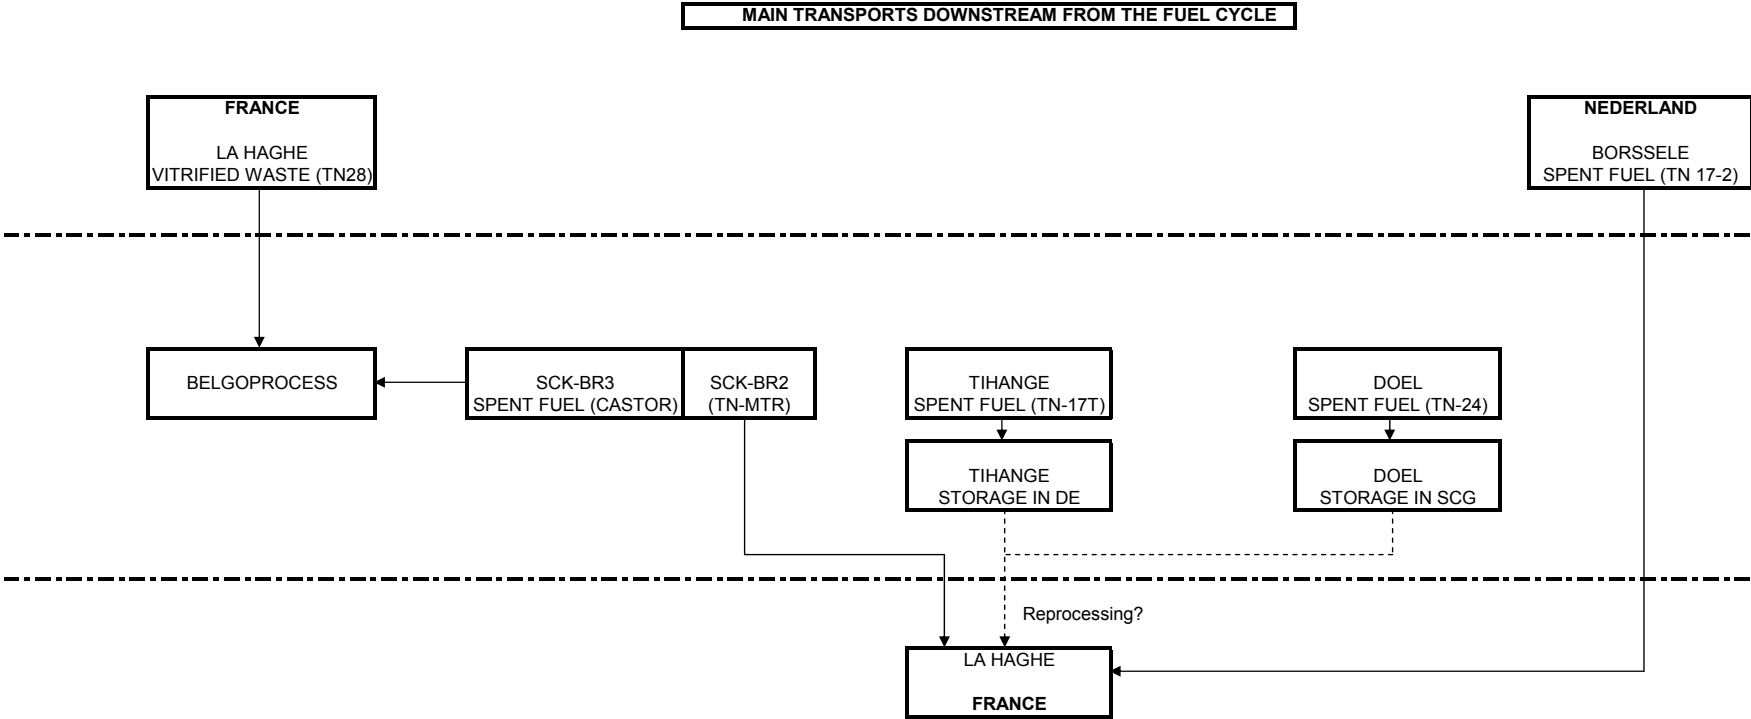 MAIN TRANSPORTS DOWNSTREAM FROM THE FUEL CYCLE
FRANCE
LA HAGHE
VITRIFIED WASTE (TN28)
NEDERLAND
BORSSELE
SPENT FUEL (TN 17-2)
BELGOPROCESS
SCK-BR3
SPENT FUEL (CASTOR)
SCK-BR2
(TN-MTR)
TIHANGE
SPENT FUEL (TN-17T)
DOEL
SPENT FUEL (TN-24)
TIHANGE
STORAGE IN DE
DOEL
STORAGE IN SCG
Reprocessing?
LA HAGHE
FRANCE